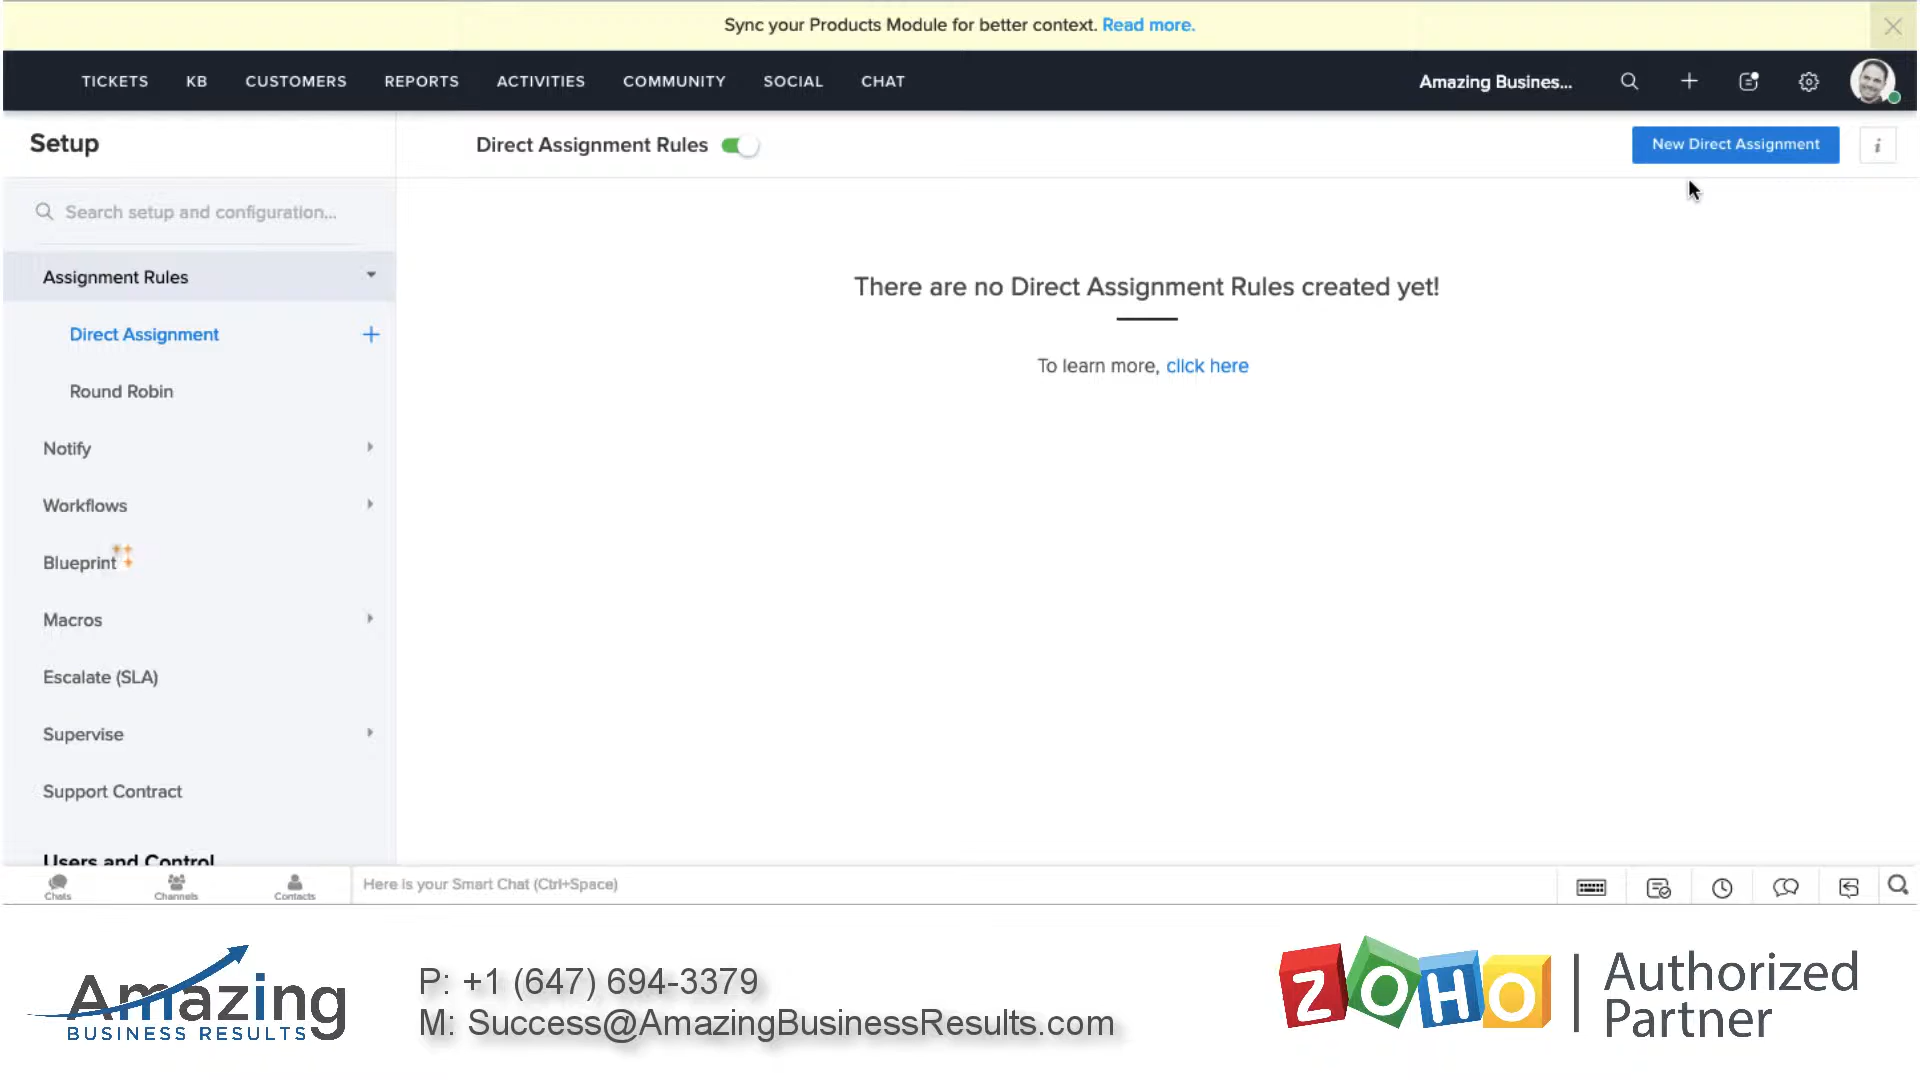 Sync your Products Module for better context. Read more.
TICKETS KB CUSTOMERS REPORTS ACTIVITIES COMMUNITY SOCIAL CHAT Amazing Busines...
Setup
Direct Assignment Rules
New Direct Assignment
i
Search setup and configuration...
Assignment Rules
Direct Assignment
Round Robin
Notify
Workflows
Blueprint
Macros
Escalate (SLA)
Supervise
Support Contract
Users and Control
There are no Direct Assignment Rules created yet!
To learn more, click here
Chats
Channels
Contacts
Here is your Smart Chat (Ctrl+Space)
Amazing
BUSINESS RESULTS
P: +1 (647) 694-3379
M: Success@AmazingBusinessResults.com
ZOHO
Authorized
Partner